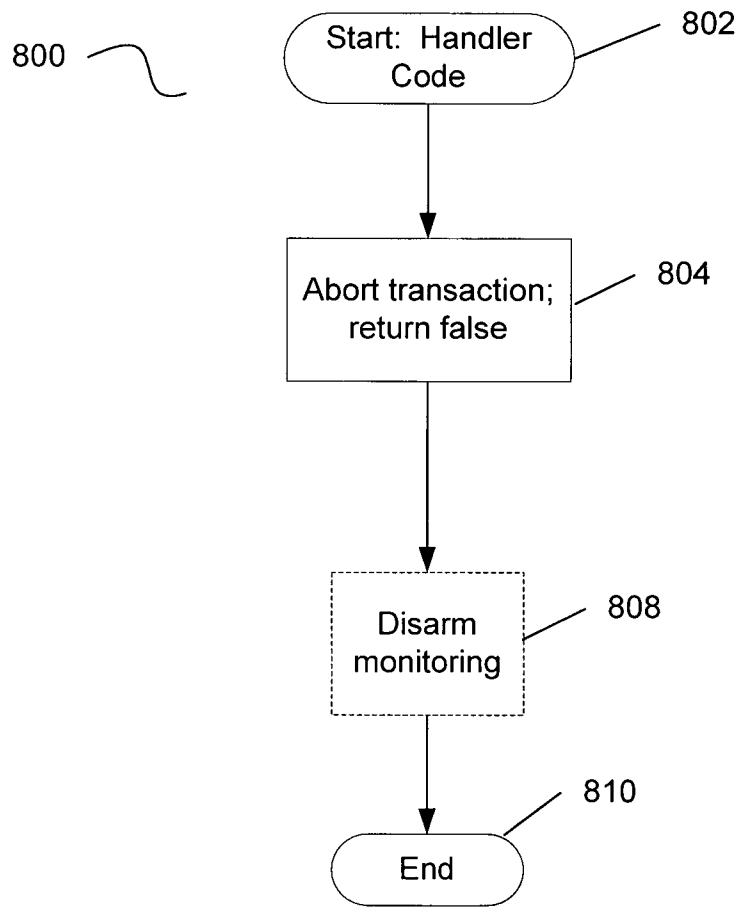 800
Start: Handler
Code
802
Abort transaction;
return false
804
Disarm
monitoring
808
810
End